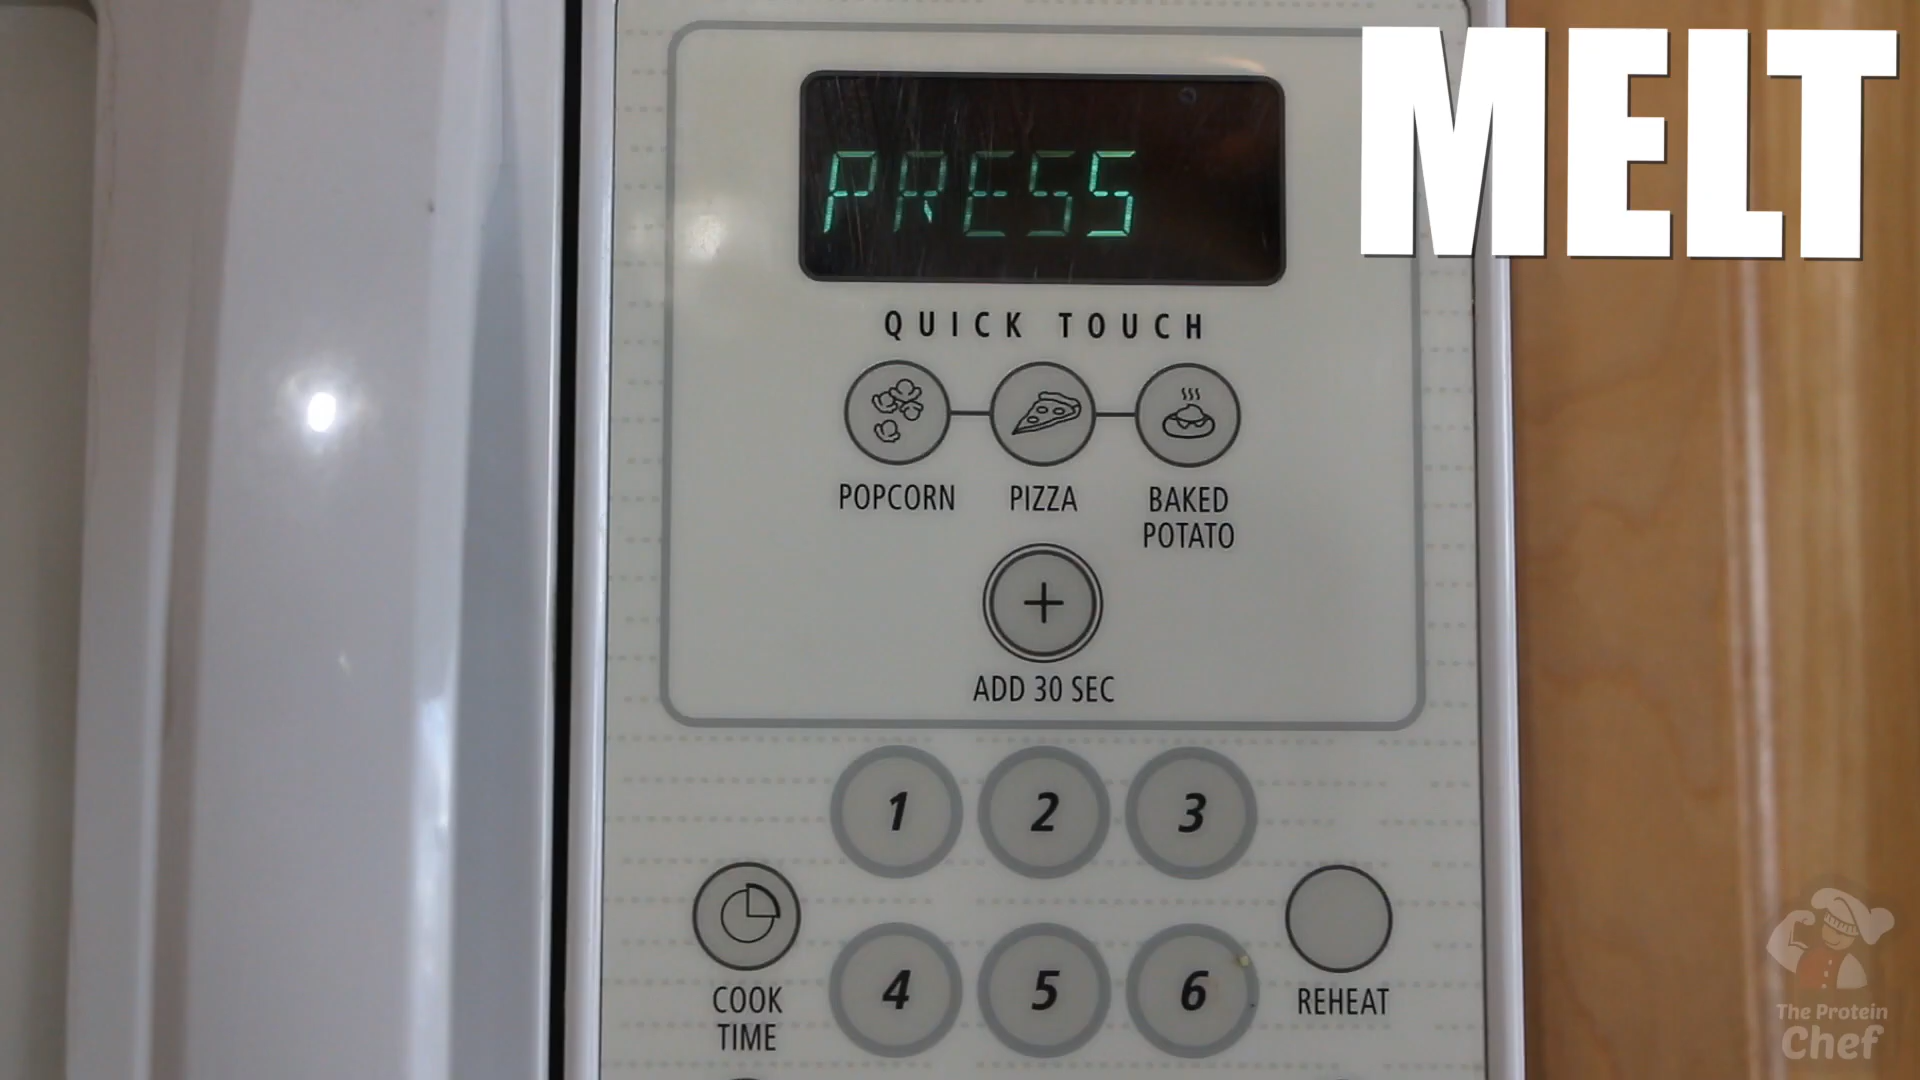 MELT
PRESS
QUICK TOUCH
POPCORN
PIZZA
BAKED
POTATO
+
ADD 30 SEC
1
2
3
COOK
TIME
4
5
6
REHEAT
The Protein
Chef